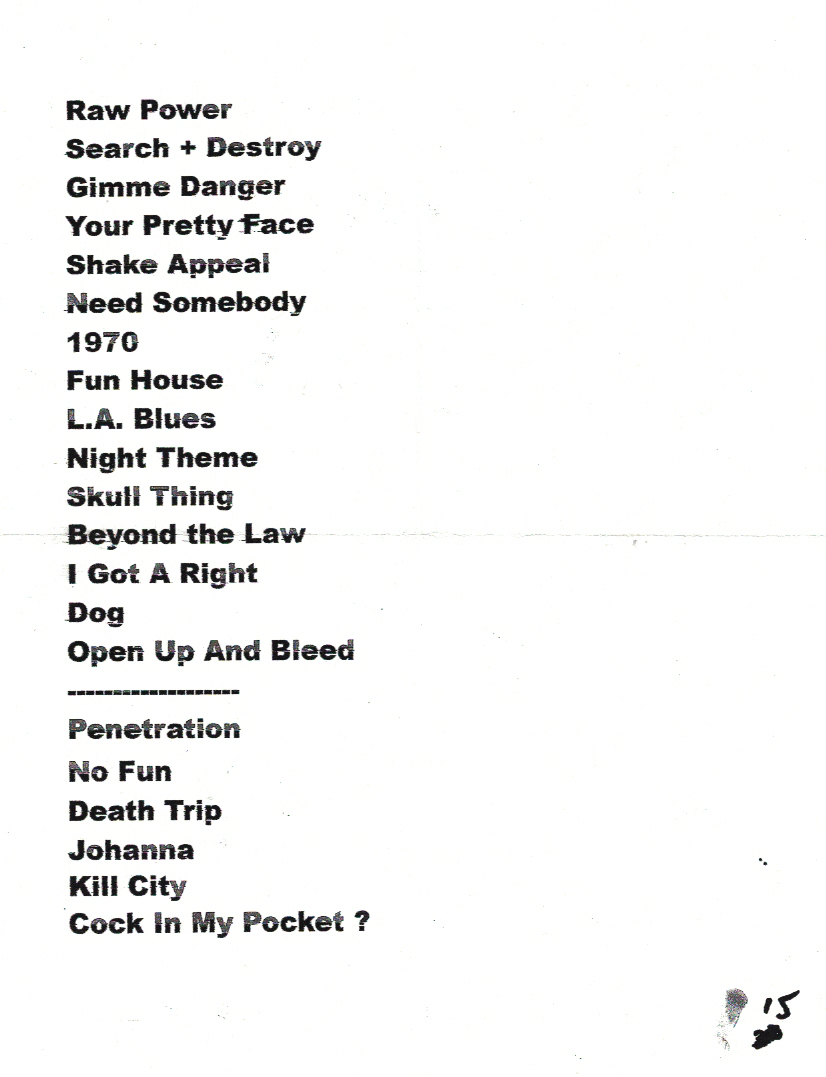 Raw Power
Search + Destroy
Gimme Danger
Your Pretty Face
Shake Appeal
Need Somebody
1970
Fun House
L.A. Blues
Night Theme
Skull Thing
Beyond the Law
I Got A Right
Dog
Open Up And Bleed
-------------------
Penetration
No Fun
Death Trip
Johanna
Kill City
Cock In My Pocket ?
15